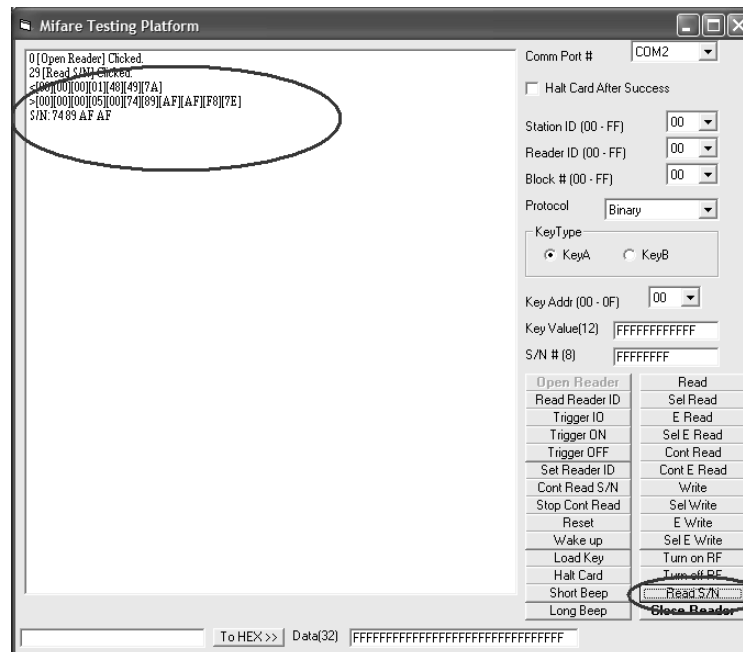 Mifare Testing Platform
0 [Open Reader] Clicked.
29 [Read S/N] Clicked.
<[00][00][00][01][48][49][7A]
>[00][00][00][05][00][74][89][AF][AF][F8][7E]
S/N: 74 89 AF AF
Comm Port #
COM2
Halt Card After Success
Station ID (00 - FF)
00
Reader ID (00 - FF)
00
Block # (00 - FF)
00
Protocol
Binary
KeyType
KeyA
KeyB
Key Addr (00 - 0F)
00
Key Value(12)
FFFFFFFFFFFF
S/N # (8)
FFFFFFFF
Open Reader
Read
Read Reader ID
Sel Read
Trigger IO
E Read
Trigger ON
Sel E Read
Trigger OFF
Cont Read
Set Reader ID
Cont E Read
Cont Read S/N
Write
Stop Cont Read
Sel Write
Reset
E Write
Wake up
Sel E Write
Load Key
Turn on RF
Halt Card
Turn off RF
Short Beep
Read S/N
Long Beep
Close Reader
To HEX >>
Data(32)
FFFFFFFFFFFFFFFFFFFFFFFFFFFFFFFF